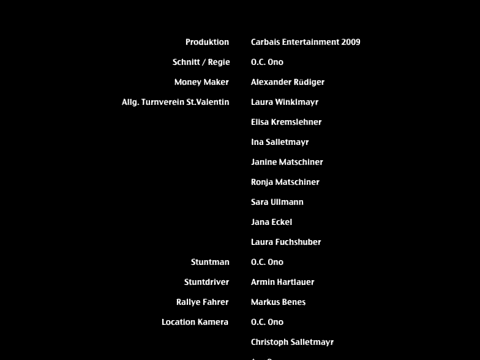 Produktion Carbais Entertainment 2009
Schnitt / Regie O.C. Ono
Money Maker Alexander Rüdiger
Allg. Turnverein St.Valentin Laura Winklmayr
Elisa Kremslehner
Ina Salletmayr
Janine Matschiner
Ronja Matschiner
Sara Ullmann
Jana Eckel
Laura Fuchshuber
Stuntman O.C. Ono
Stuntdriver Armin Hartlauer
Rallye Fahrer Markus Benes
Location Kamera O.C. Ono
Christoph Salletmayr